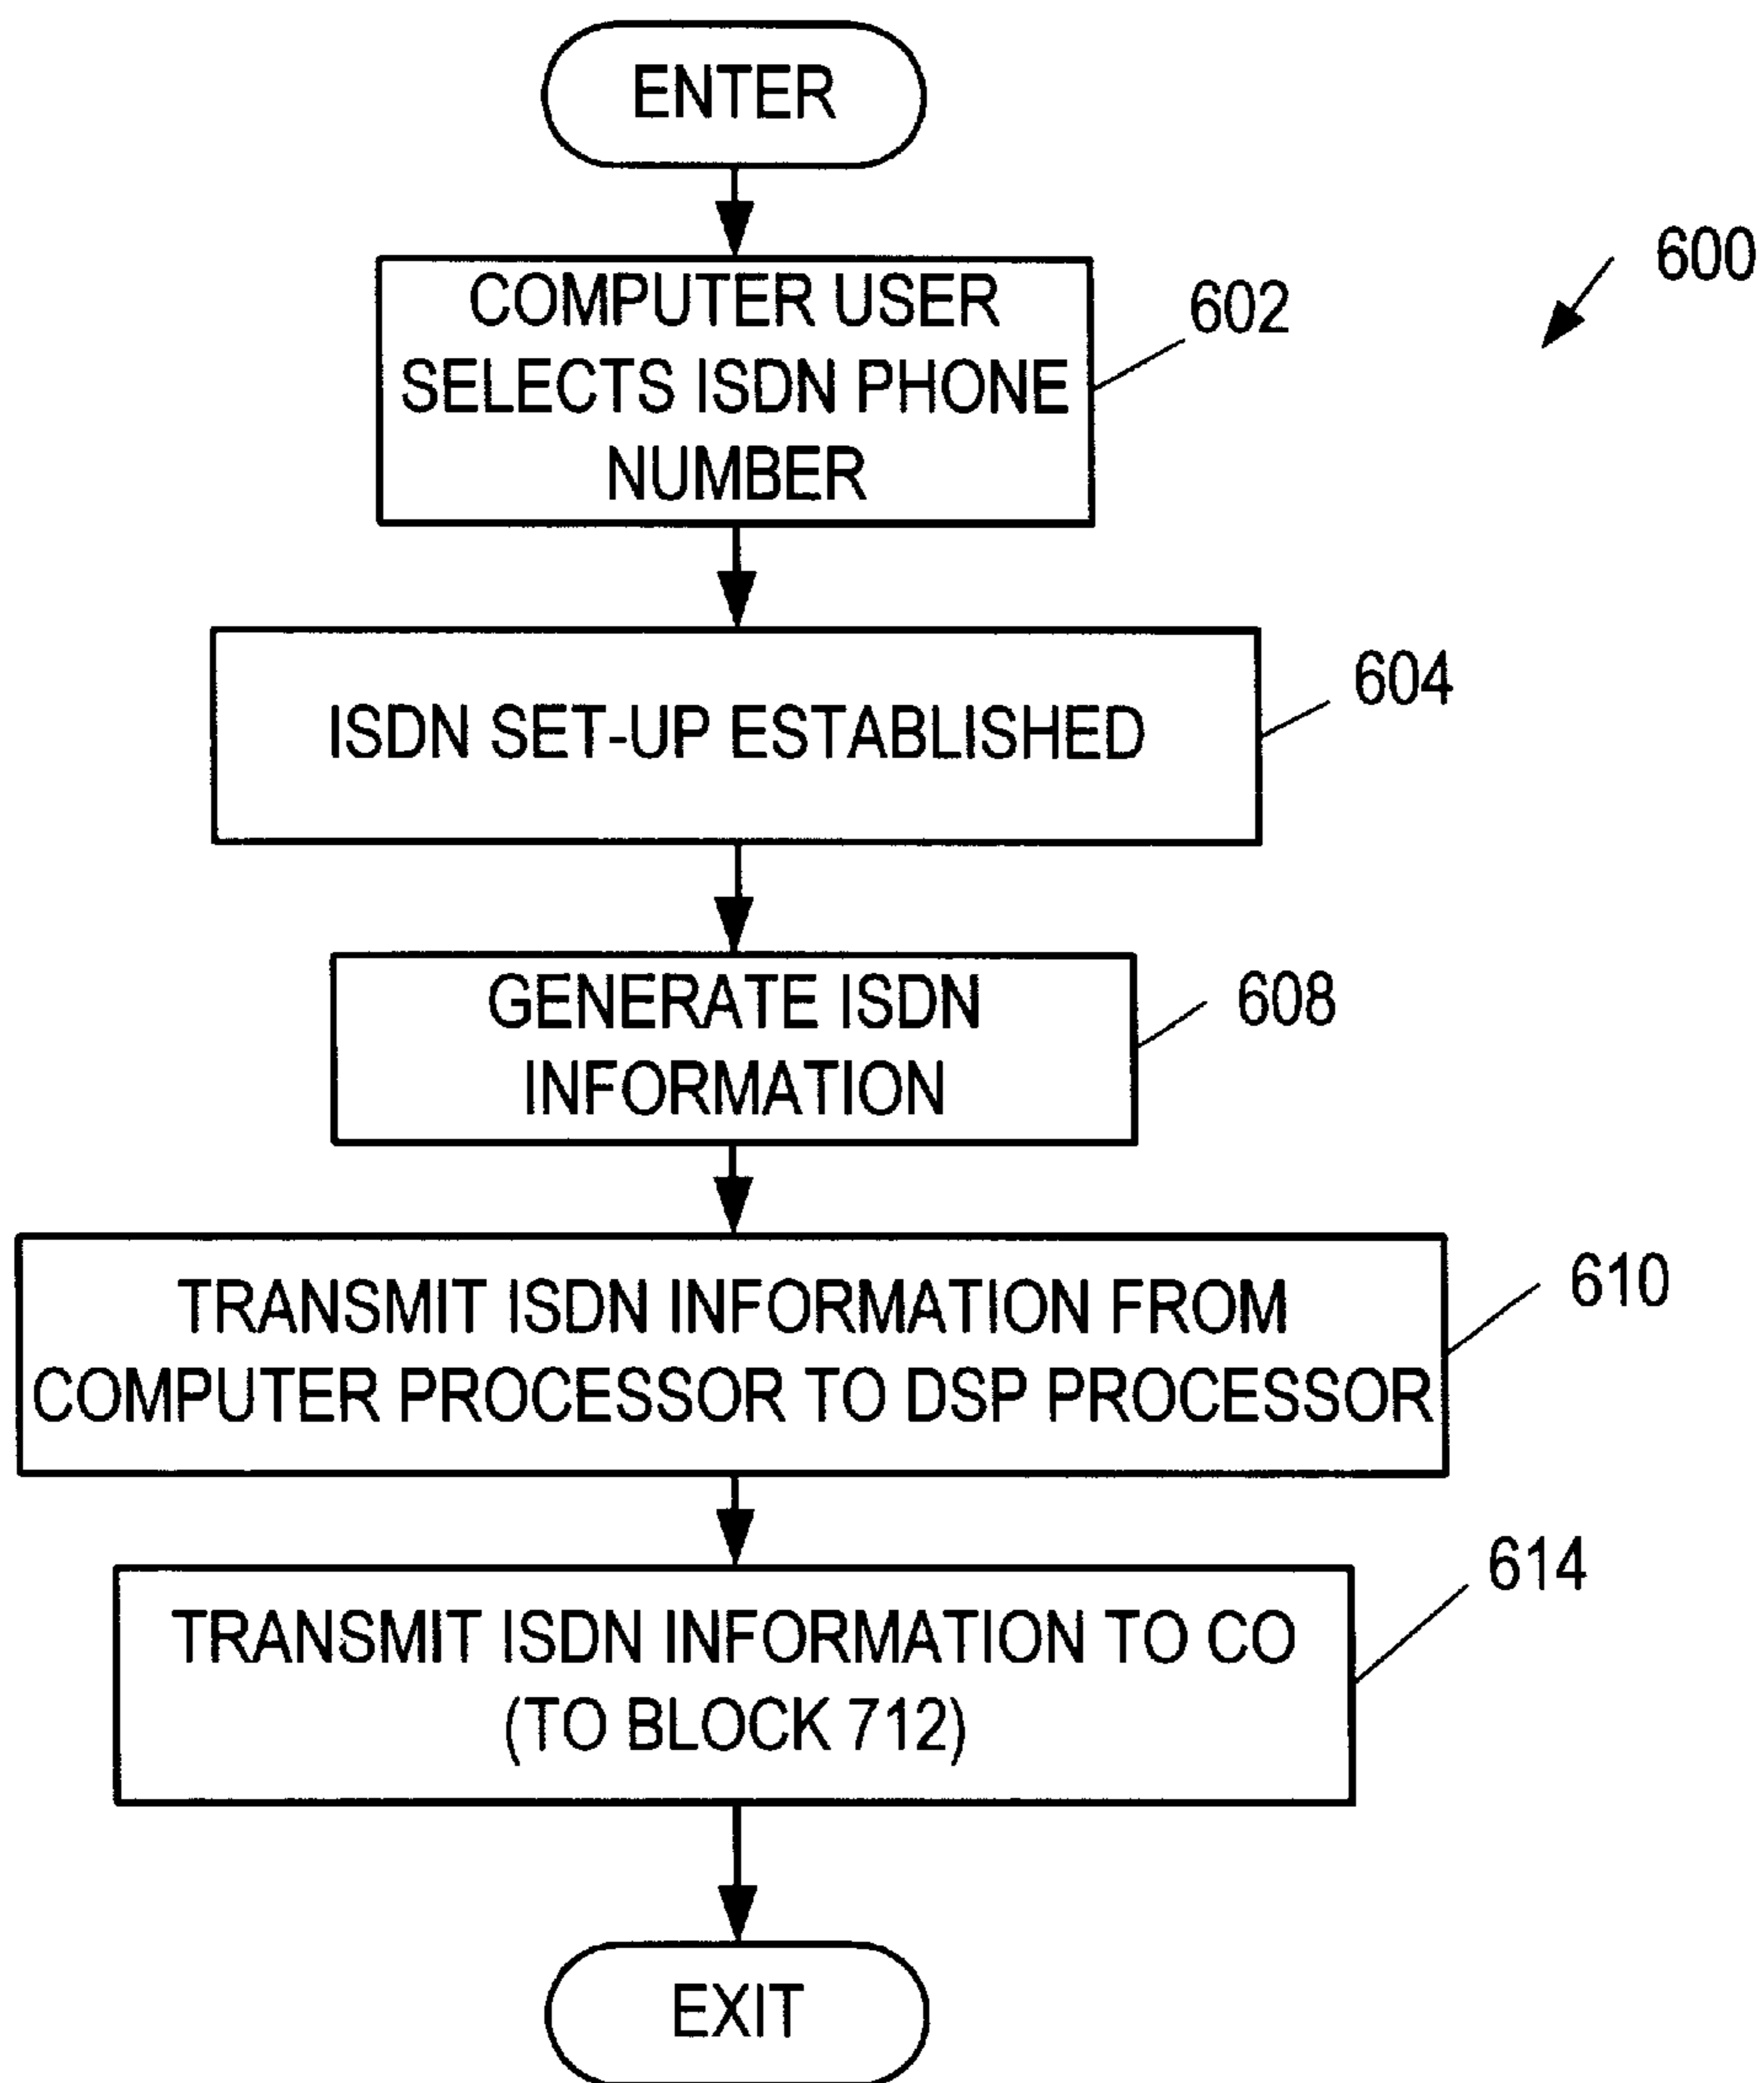 ENTER
600
COMPUTER USER
SELECTS ISDN PHONE
NUMBER
602
ISDN SET-UP ESTABLISHED
604
GENERATE ISDN
INFORMATION
608
TRANSMIT ISDN INFORMATION FROM
COMPUTER PROCESSOR TO DSP PROCESSOR
610
TRANSMIT ISDN INFORMATION TO CO
(TO BLOCK 712)
614
EXIT